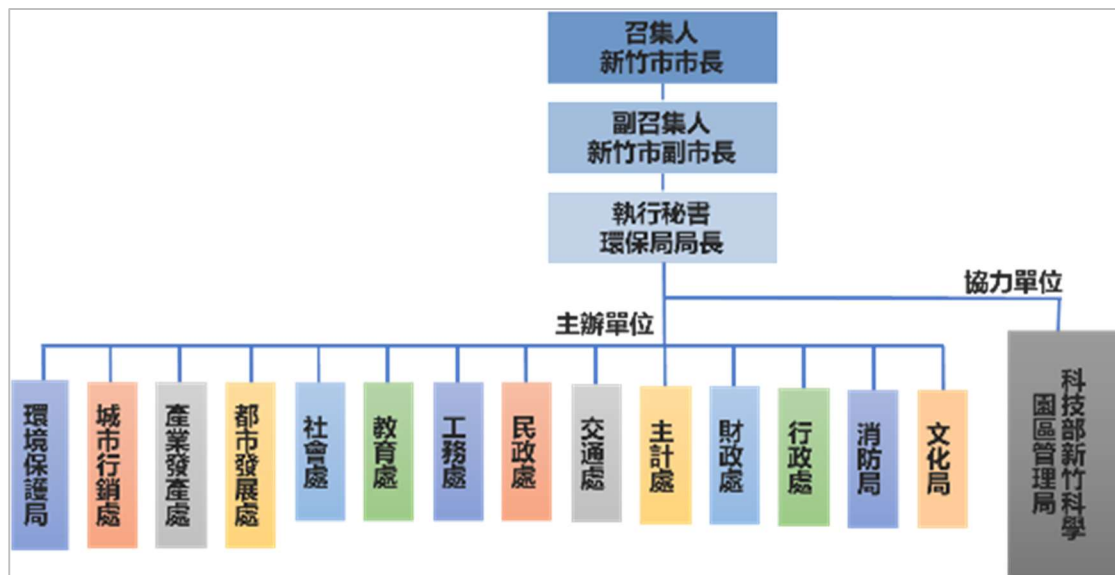 召集人
新竹市市長
副召集人
新竹市副市長
執行秘書
環保局局長
協力單位
主辦單位
環境保護局
城市行銷處
產業發產處
都市發展處
社會處
教育處
工務處
民政處
交通處
主計處
財政處
行政處
消防局
文化局
科技部新竹科學
園區管理局